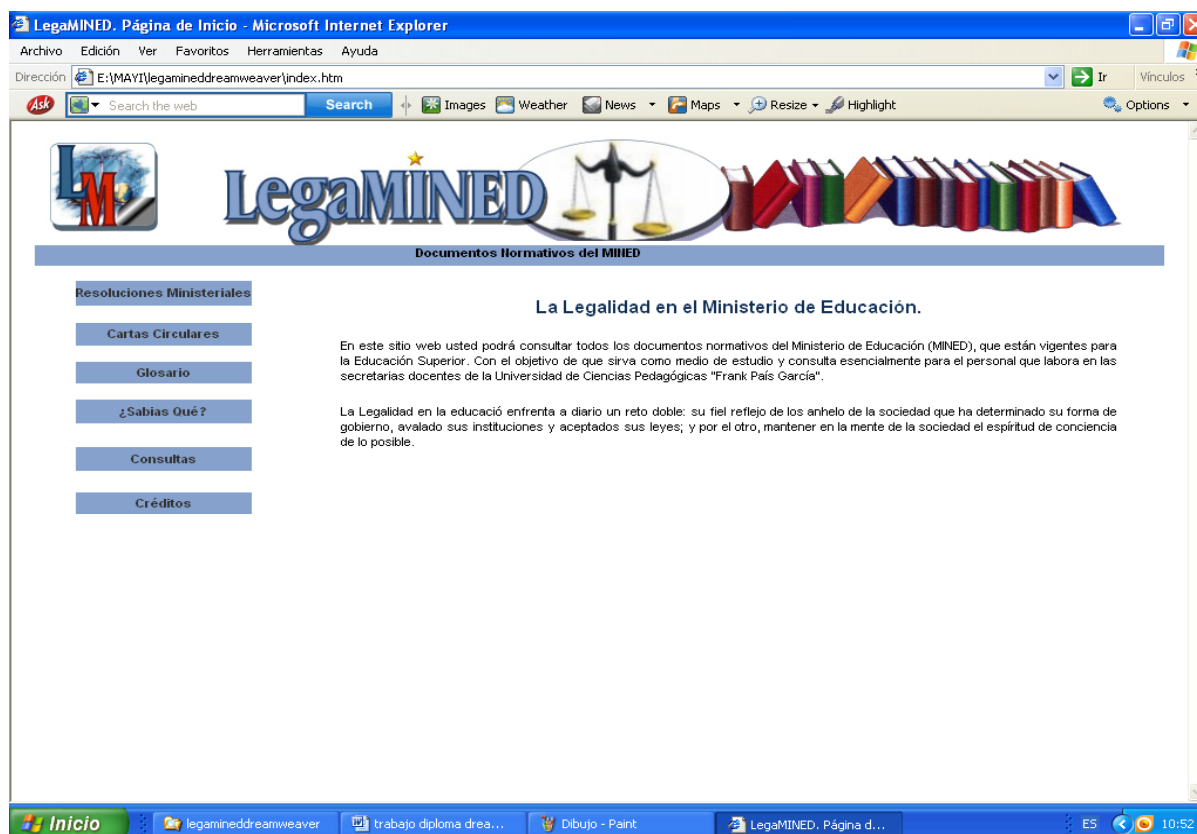 LegaMINED. Página de Inicio - Microsoft Internet Explorer
Archivo Edición Ver Favoritos Herramientas Ayuda
Dirección E:\MAYI\legamineddreamweaver\index.htm Ir Vínculos
Ask Search the web Search Images Weather News Maps Resize Highlight Options
LM LegaMINED
Documentos Normativos del MINED
Resoluciones Ministeriales
Cartas Circulares
Glosario
¿Sabias Qué?
Consultas
Créditos
La Legalidad en el Ministerio de Educación.
En este sitio web usted podrá consultar todos los documentos normativos del Ministerio de Educación (MINED), que están vigentes para
la Educación Superior. Con el objetivo de que sirva como medio de estudio y consulta esencialmente para el personal que labora en las
secretarias docentes de la Universidad de Ciencias Pedagógicas "Frank País García".
La Legalidad en la educació enfrenta a diario un reto doble: su fiel reflejo de los anhelo de la sociedad que ha determinado su forma de
gobierno, avalado sus instituciones y aceptados sus leyes; y por el otro, mantener en la mente de la sociedad el espíritud de conciencia
de lo posible.
Inicio legamineddreamweaver trabajo diploma drea... Dibujo - Paint LegaMINED. Página d... ES 10:52